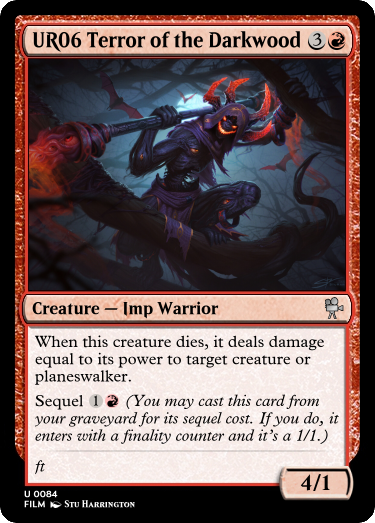 UR06 Terror of the Darkwood 3
Creature — Imp Warrior
When this creature dies, it deals damage
equal to its power to target creature or
planeswalker.
Sequel 1 (You may cast this card from
your graveyard for its sequel cost. If you do, it
enters with a finality counter and it's a 1/1.)
ft
4/1
U 0084
FILM STU HARRINGTON